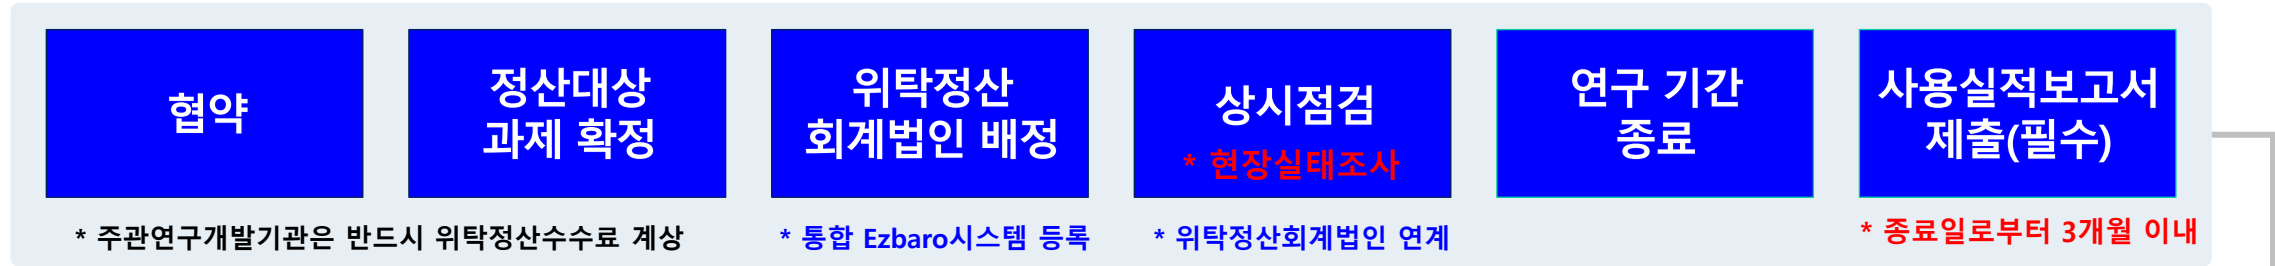 협약
정산대상
과제 확정
위탁정산
회계법인 배정
상시점검
* 현장실태조사
연구 기간
종료
사용실적보고서
제출(필수)
* 주관연구개발기관은 반드시 위탁정산수수료 계상
* 통합 Ezbaro시스템 등록
* 위탁정산회계법인 연계
* 종료일로부터 3개월 이내